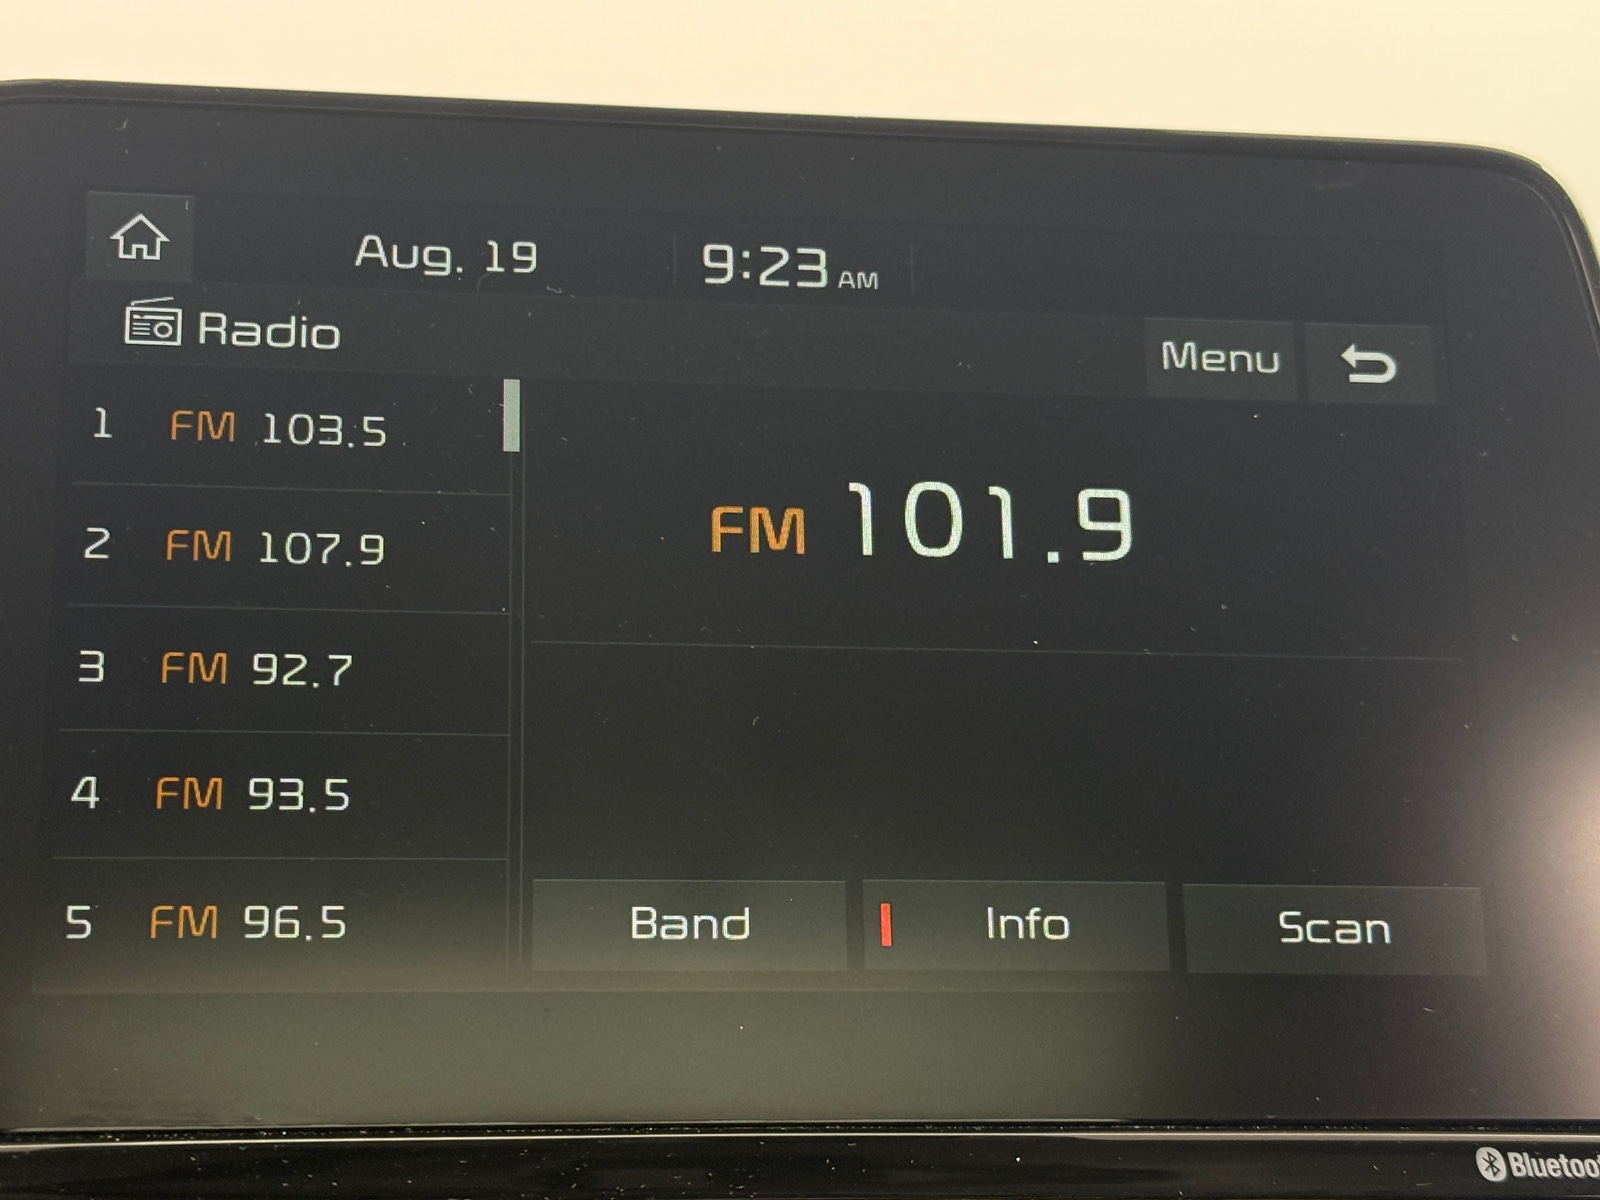 Aug. 19 9:23 AM
Radio
Menu
1 FM 103.5
2 FM 107.9
3 FM 92.7
4 FM 93.5
5 FM 96.5
FM 101.9
Band Info Scan